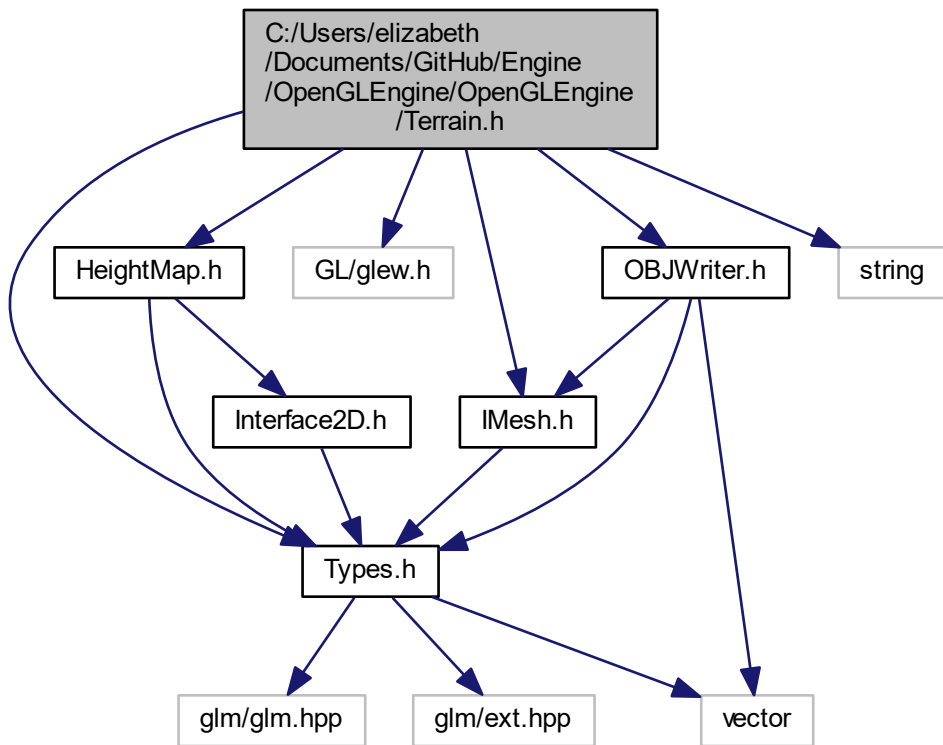 C:/Users/elizabeth
/Documents/GitHub/Engine
/OpenGLEngine/OpenGLEngine
/Terrain.h
HeightMap.h
GL/glew.h
OBJWriter.h
string
Interface2D.h
IMesh.h
Types.h
glm/glm.hpp
glm/ext.hpp
vector